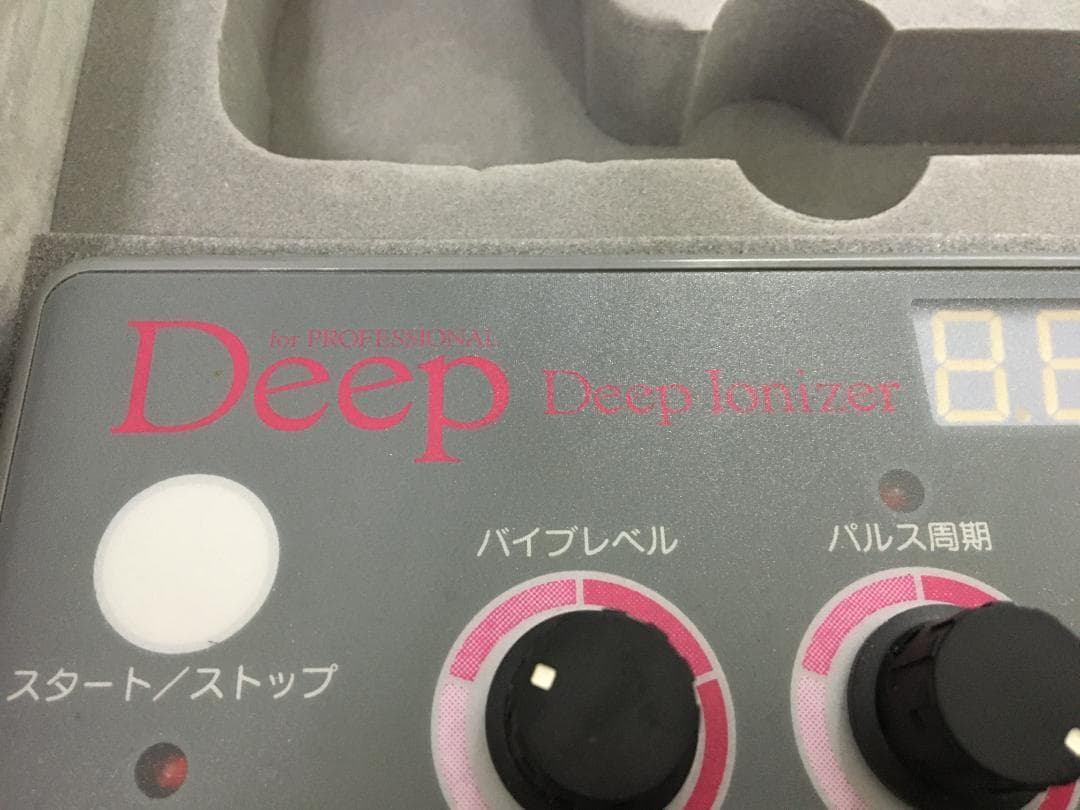 for PROFESSIONAL
Deep Deep Ionizer
バイブレベル パルス周期
スタート/ストップ